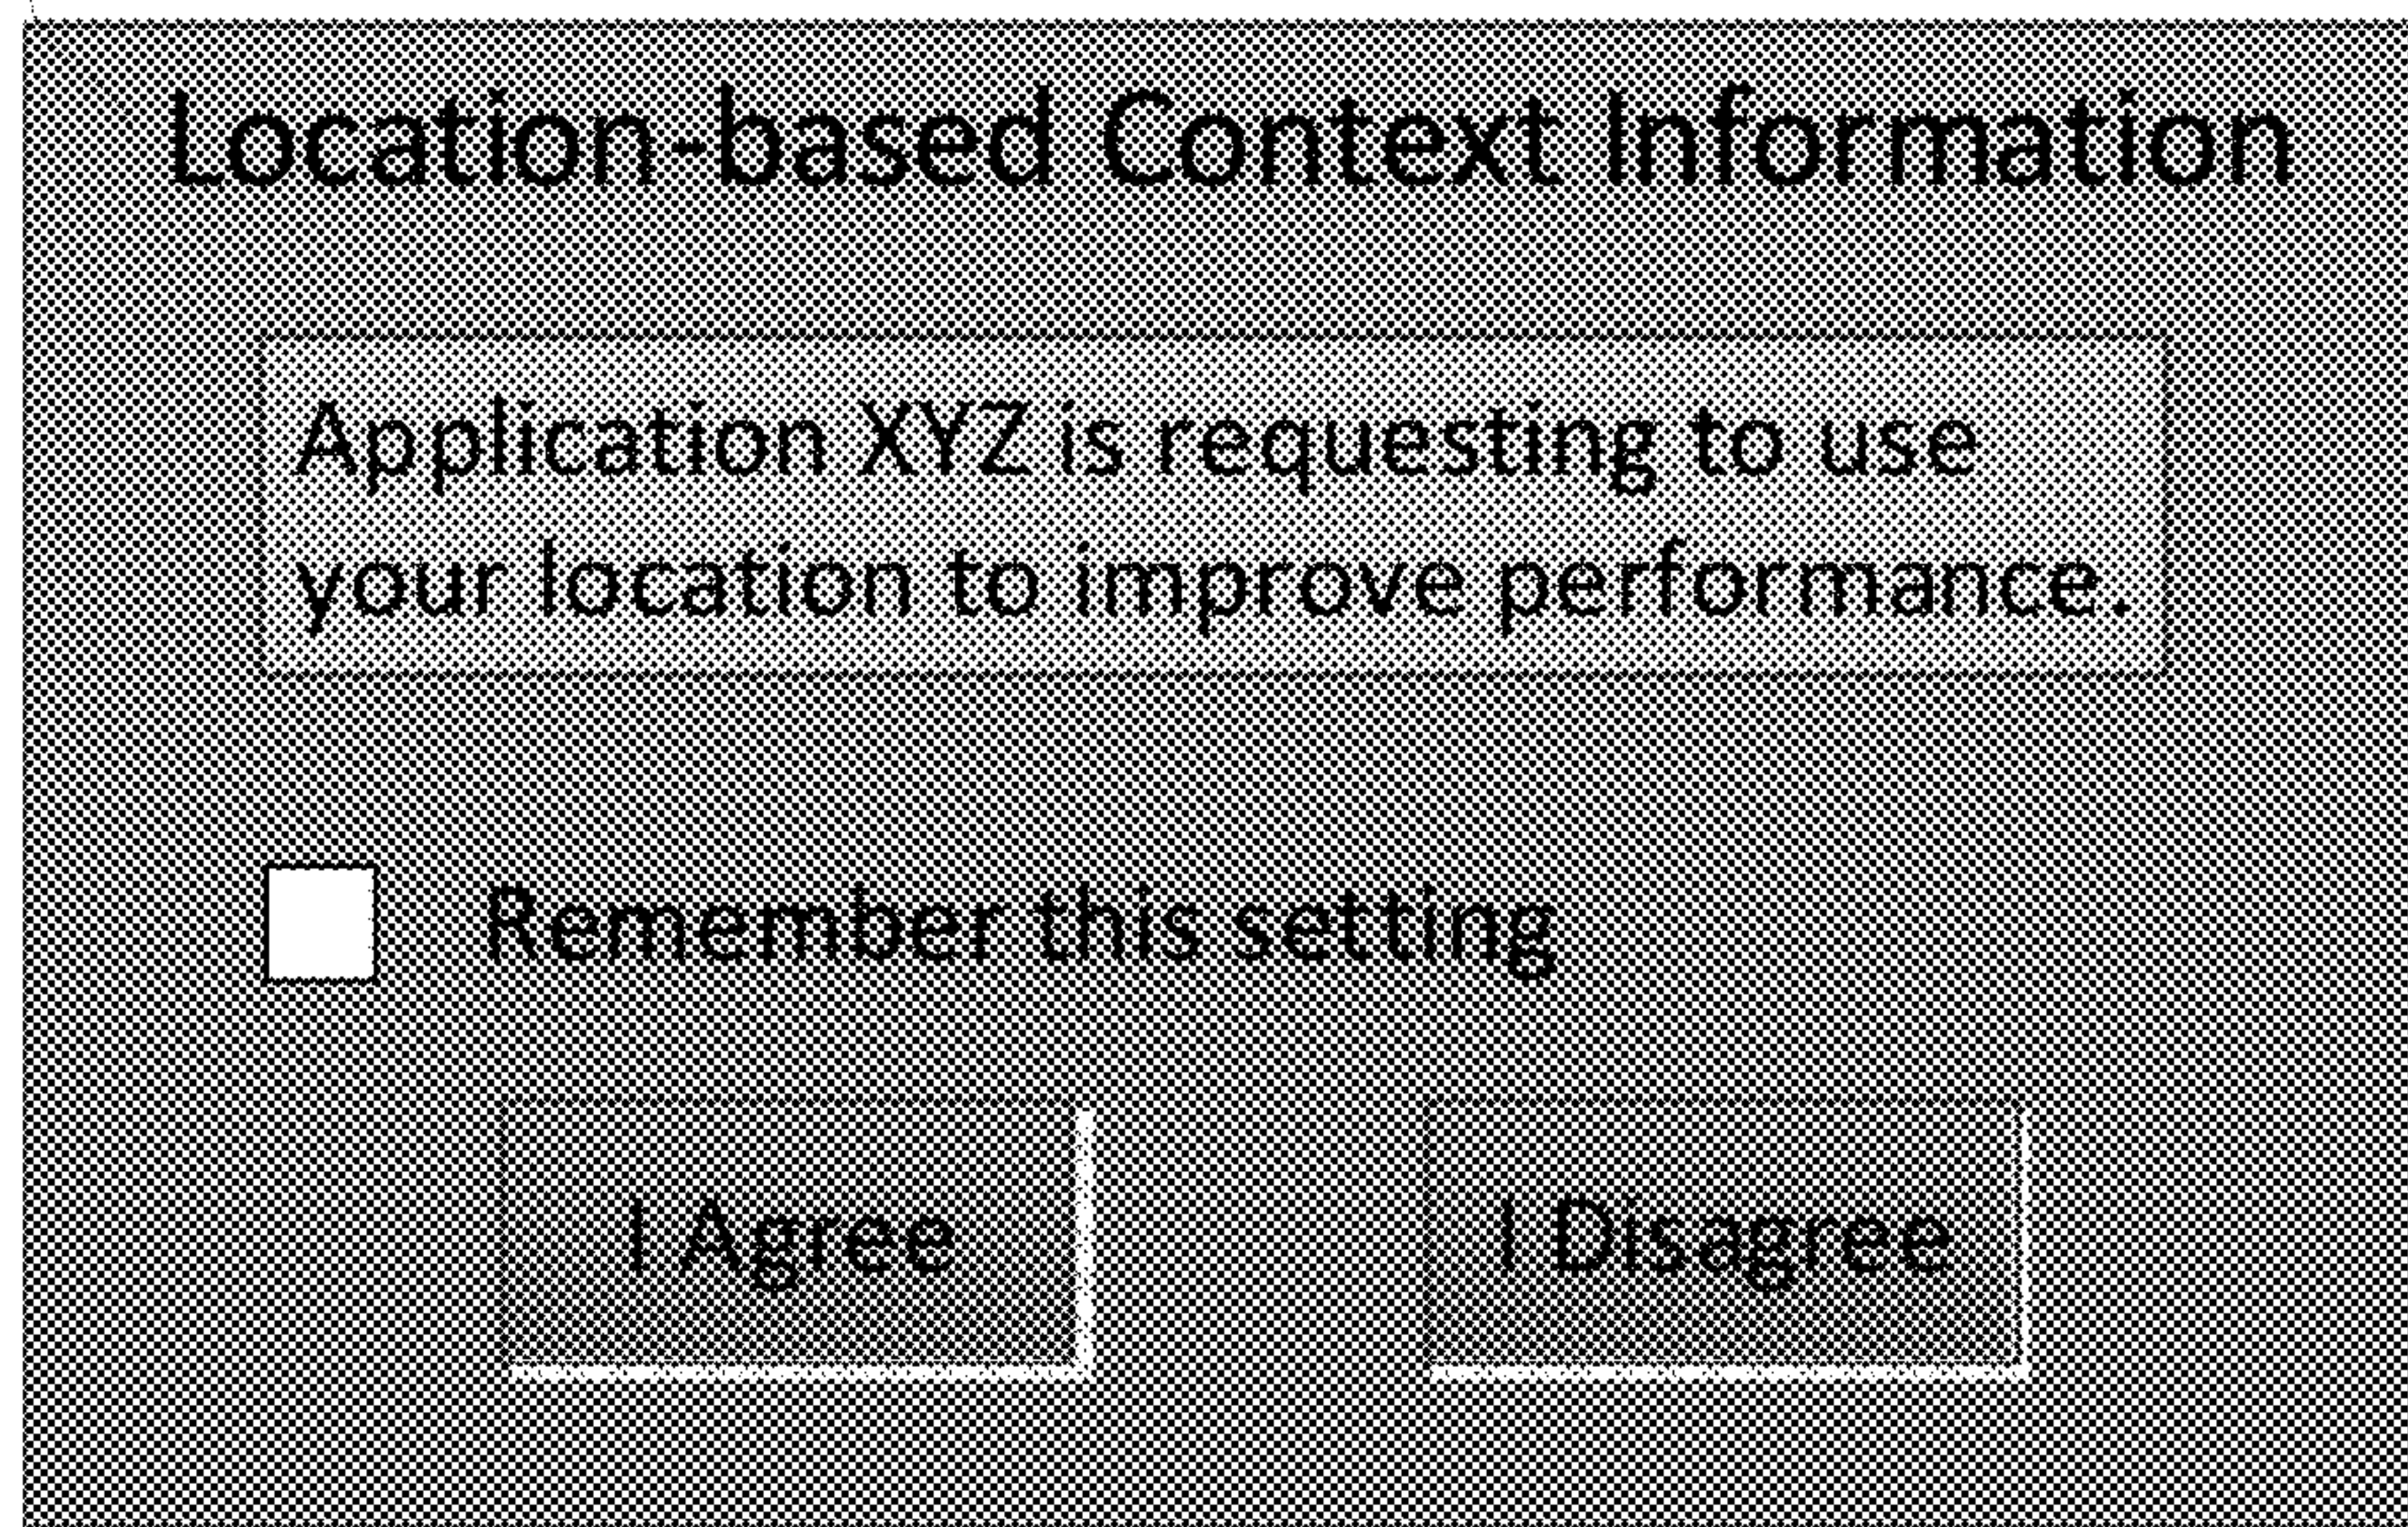 Location-based Context Information
Application XYZ is requesting to use
your location to improve performance.
Remember this setting
I Agree
I Disagree